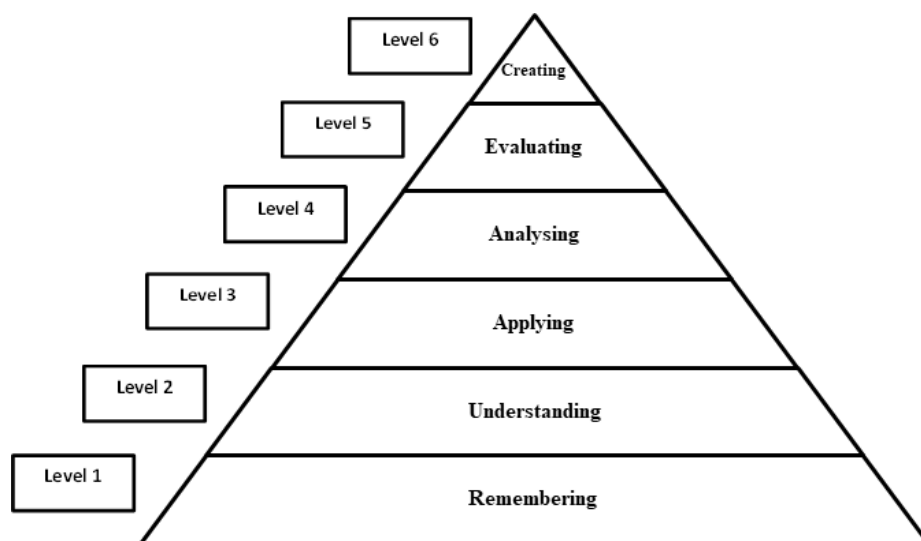 Level 6
Creating
Level 5
Evaluating
Level 4
Analysing
Level 3
Applying
Level 2
Understanding
Level 1
Remembering